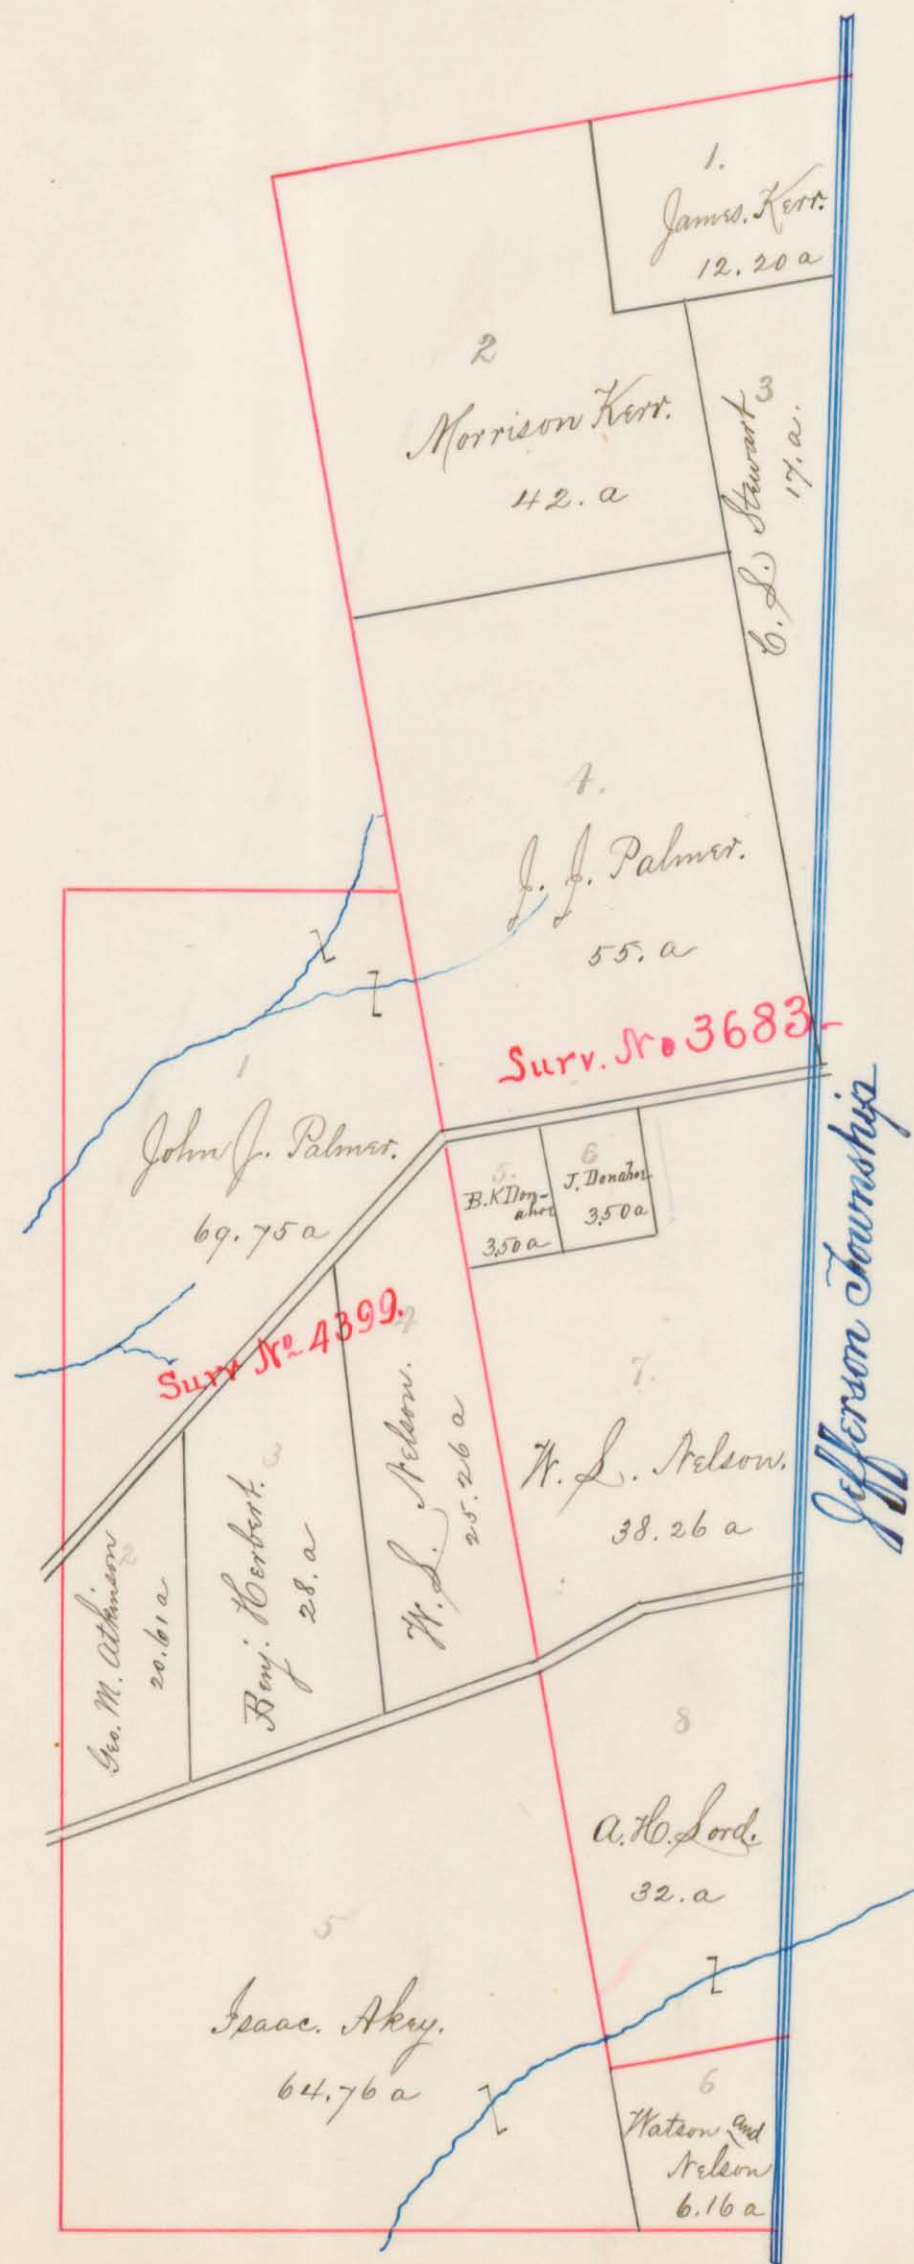 1.
James. Kerr.
12.20 a
2
Morrison Kerr.
42. a
3
C. S. Stewart
17. a.
4.
J. J. Palmer.
55. a
Surv. No 3683-
1
John J. Palmer.
69.75 a
5.
B.K Don-
ahoe
3.50 a
6
J. Donahoe
3.50 a
Jefferson Township
Surv No 4399.
4
W. S. Nelson.
25.26 a
7.
W. S. Nelson.
38.26 a
3
Benj. Herbert.
28. a
2
Geo. M. Atkinson
20.61 a
8
A. H. Lord.
32. a
5
Isaac. Akey.
64.76 a
6
Watson and
Nelson
6.16 a